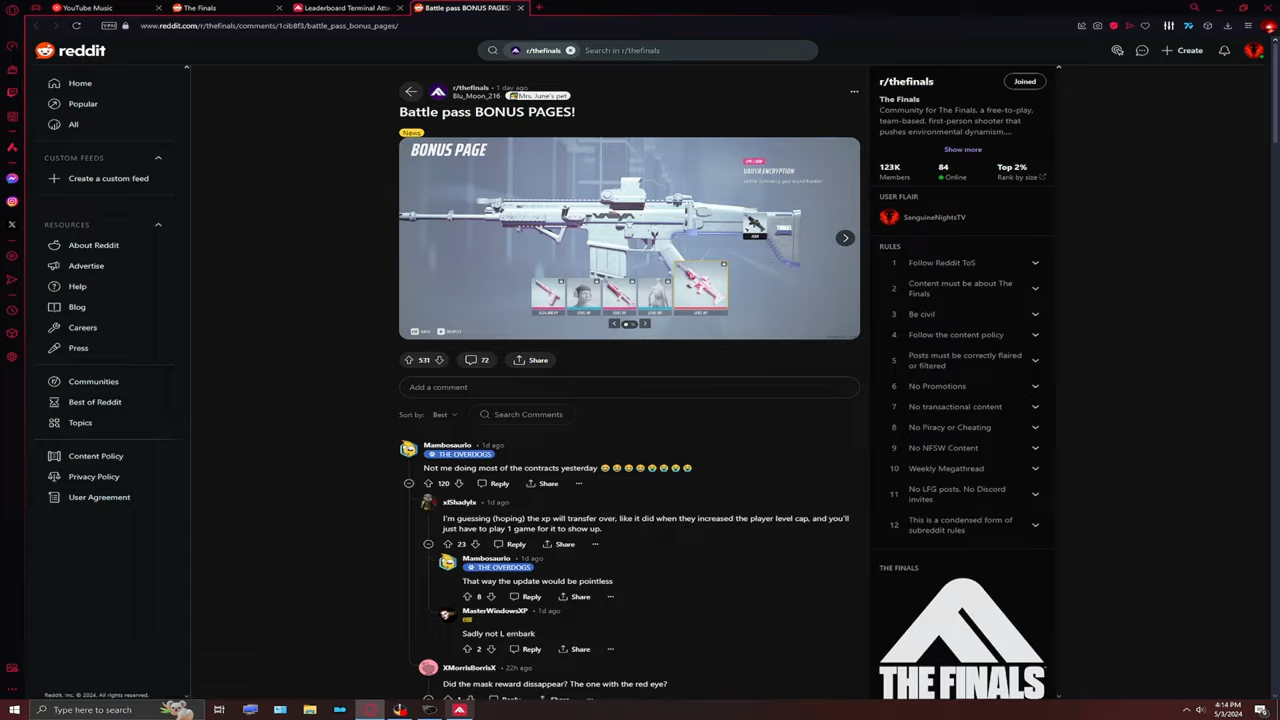 YouTube Music
The Finals
Leaderboard Terminal Atta
Battle pass BONUS PAGES!
VPN
www.reddit.com/r/thefinals/comments/1cib8f3/battle_pass_bonus_pages/
reddit
r/thefinals
Search in r/thefinals
Create
Home
Popular
All
CUSTOM FEEDS
Create a custom feed
RESOURCES
About Reddit
Advertise
Help
Blog
Careers
Press
Communities
Best of Reddit
Topics
Content Policy
Privacy Policy
User Agreement
Reddit, Inc. © 2024. All rights reserved.
r/thefinals • 1 day ago
Blu_Moon_216 Mrs. June's pet
Battle pass BONUS PAGES!
News
BONUS PAGE
VAIIYA ENCRYPTION
531
72
Share
Add a comment
Sort by: Best
Search Comments
Mambosaurio • 1d ago
THE OVERDOGS
Not me doing most of the contracts yesterday
120
Reply
Share
xIShadyIx • 1d ago
I'm guessing (hoping) the xp will transfer over, like it did when they increased the player level cap, and you'll
just have to play 1 game for it to show up.
23
Reply
Share
Mambosaurio • 1d ago
THE OVERDOGS
That way the update would be pointless
8
Reply
Share
MasterWindowsXP • 1d ago
Sadly not L embark
2
Reply
Share
XMorrisBorrisX • 22h ago
Did the mask reward disappear? The one with the red eye?
r/thefinals
Joined
The Finals
Community for The Finals, a free-to-play,
team-based, first-person shooter that
pushes environmental dynamism,...
Show more
123K
Members
84
Online
Top 2%
Rank by size
USER FLAIR
SanguineNightsTV
RULES
1 Follow Reddit ToS
2 Content must be about The
Finals
3 Be civil
4 Follow the content policy
5 Posts must be correctly flaired
or filtered
6 No Promotions
7 No transactional content
8 No Piracy or Cheating
9 No NFSW Content
10 Weekly Megathread
11 No LFG posts. No Discord
invites
12 This is a condensed form of
subreddit rules
THE FINALS
THE FINALS
Type here to search
4:14 PM
5/3/2024